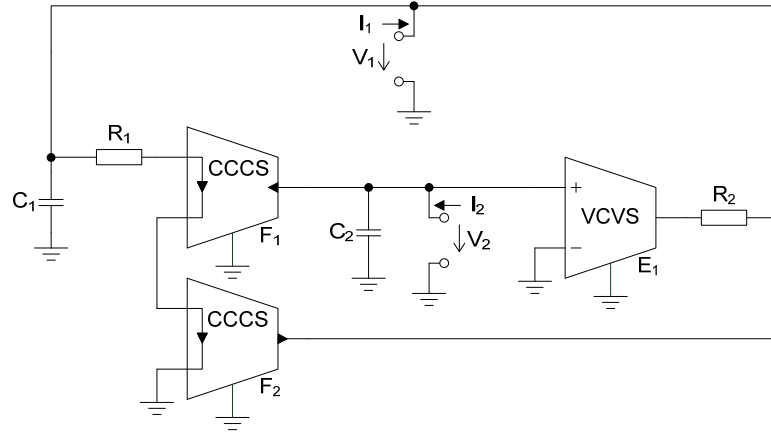 I₁
V₁
R₁
CCCS
C₁
F₁
C₂
I₂
V₂
+
VCVS
−
R₂
E₁
CCCS
F₂